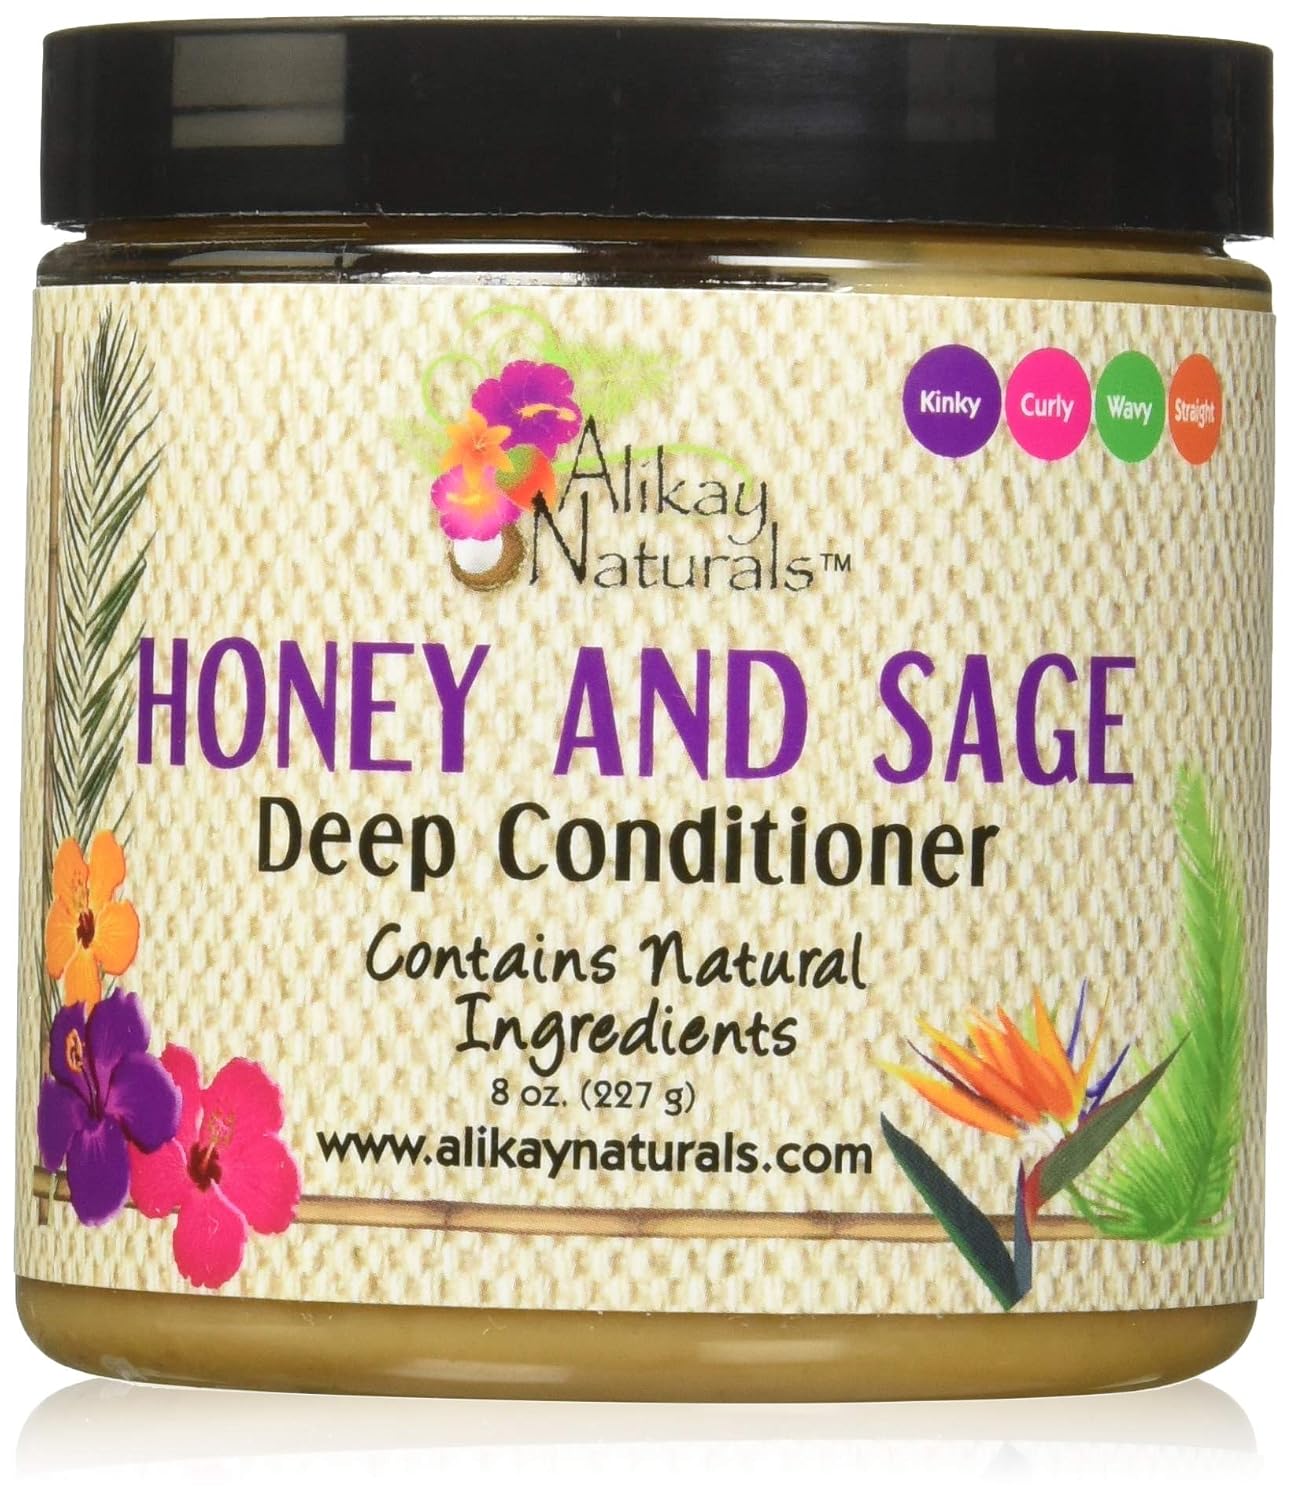 Kinky Curly Wavy Straight
Alikay
Naturals™
HONEY AND SAGE
Deep Conditioner
Contains Natural
Ingredients
8 oz. (227 g)
www.alikaynaturals.com